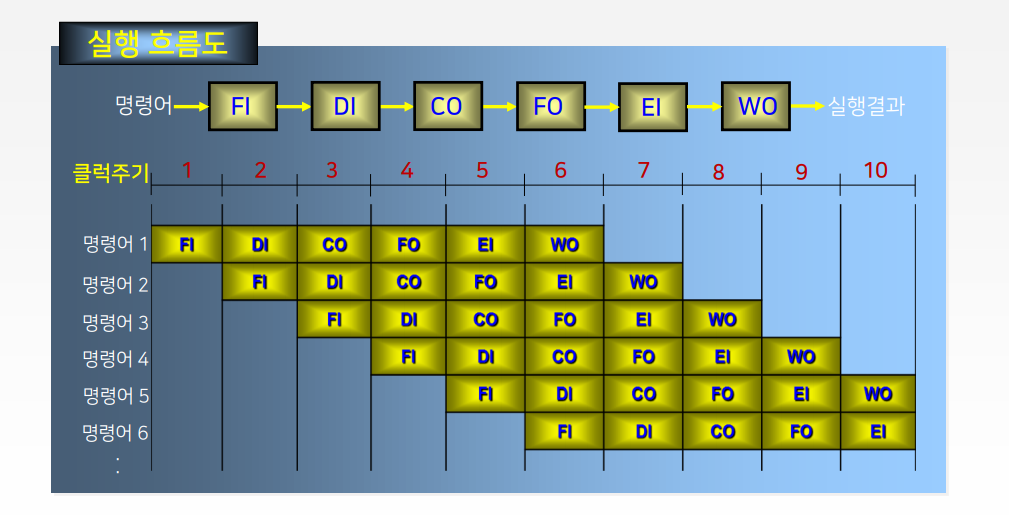 실행 흐름도
명령어 FI DI CO FO EI WO 실행결과
클럭주기 1 2 3 4 5 6 7 8 9 10
명령어 1 FI DI CO FO EI WO
명령어 2 FI DI CO FO EI WO
명령어 3 FI DI CO FO EI WO
명령어 4 FI DI CO FO EI WO
명령어 5 FI DI CO FO EI WO
명령어 6 FI DI CO FO EI
: